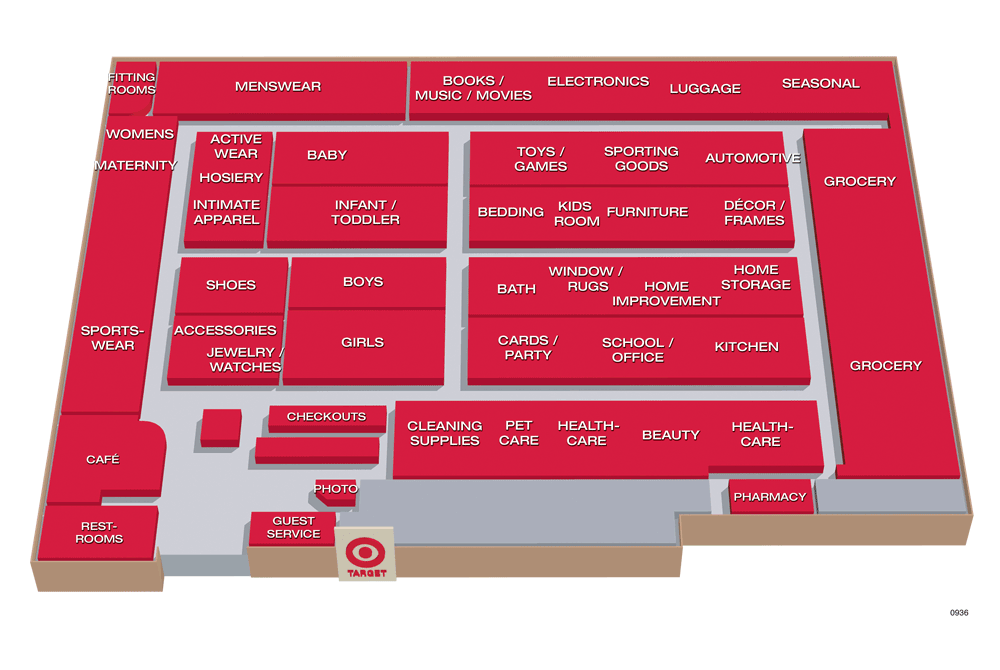 FITTING
ROOMS
MENSWEAR
BOOKS /
MUSIC / MOVIES
ELECTRONICS
LUGGAGE
SEASONAL
WOMENS
MATERNITY
ACTIVE
WEAR
HOSIERY
INTIMATE
APPAREL
BABY
INFANT /
TODDLER
TOYS /
GAMES
SPORTING
GOODS
AUTOMOTIVE
BEDDING
KIDS
ROOM
FURNITURE
DÉCOR /
FRAMES
GROCERY
SHOES
BOYS
BATH
WINDOW /
RUGS
HOME
IMPROVEMENT
HOME
STORAGE
SPORTS-
WEAR
ACCESSORIES
JEWELRY /
WATCHES
GIRLS
CARDS /
PARTY
SCHOOL /
OFFICE
KITCHEN
GROCERY
CHECKOUTS
CLEANING
SUPPLIES
PET
CARE
HEALTH-
CARE
BEAUTY
HEALTH-
CARE
CAFÉ
PHOTO
PHARMACY
REST-
ROOMS
GUEST
SERVICE
TARGET
0936